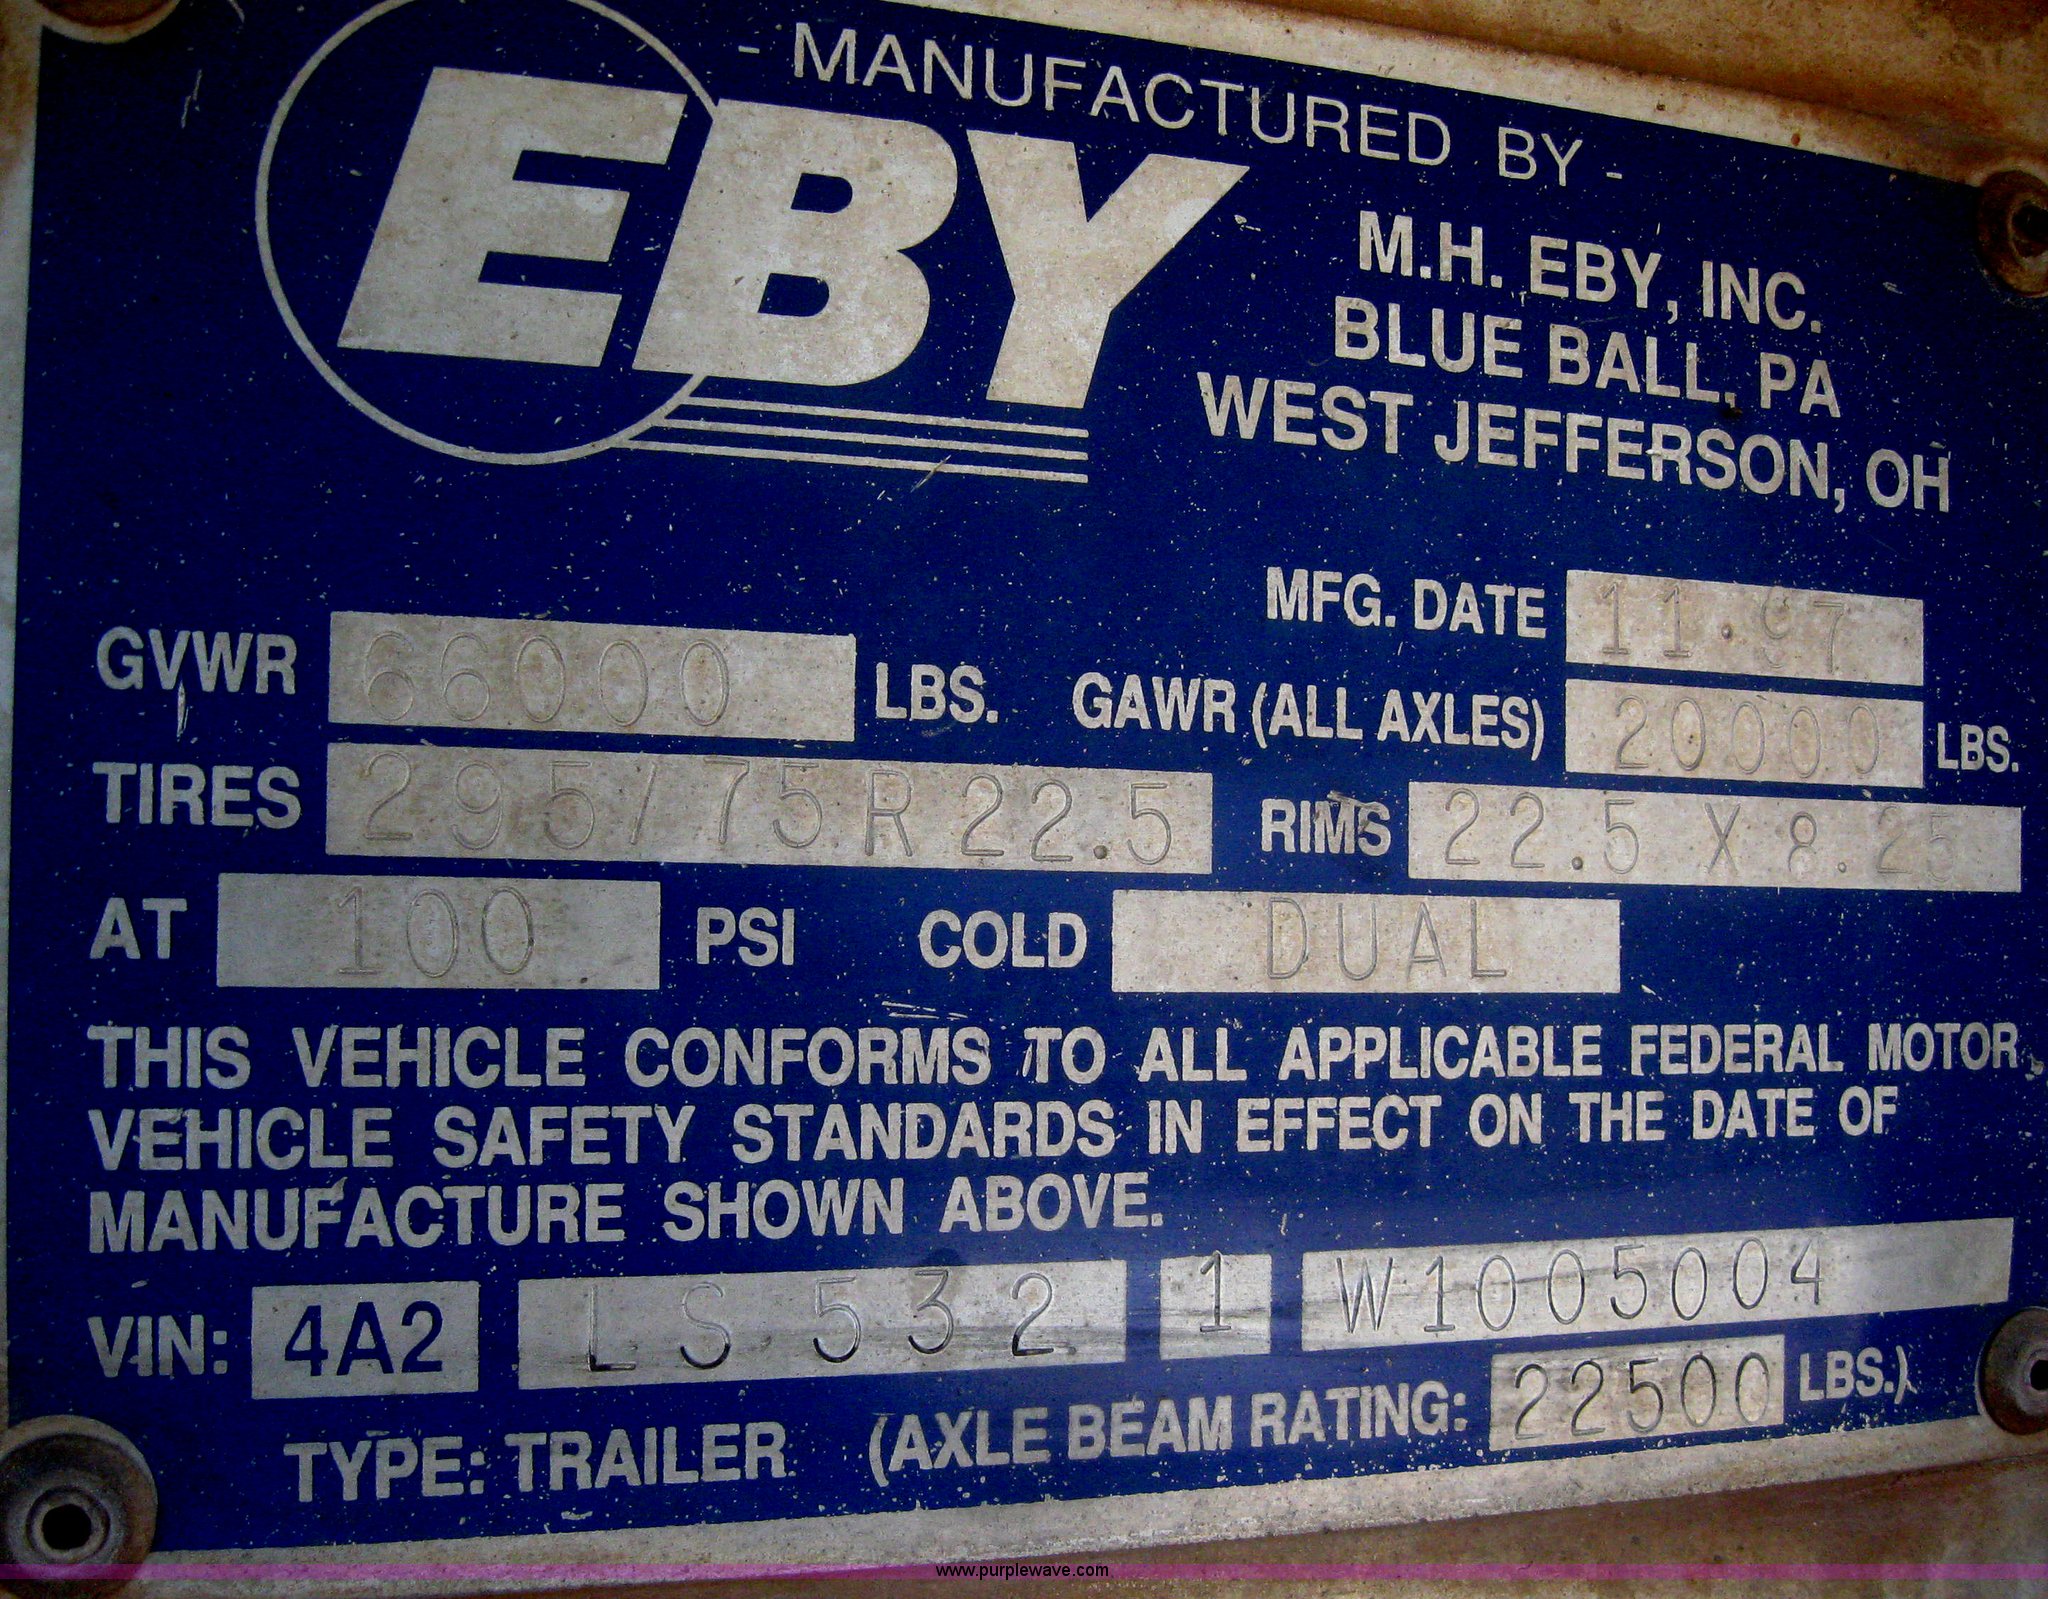 - MANUFACTURED BY -
EBY
M.H. EBY, INC.
BLUE BALL, PA
WEST JEFFERSON, OH
MFG. DATE 11.97
GVWR 66000 LBS. GAWR (ALL AXLES) 20000 LBS.
TIRES 295/75R22.5 RIMS 22.5 X 8.25
AT 100 PSI COLD DUAL
THIS VEHICLE CONFORMS TO ALL APPLICABLE FEDERAL MOTOR
VEHICLE SAFETY STANDARDS IN EFFECT ON THE DATE OF
MANUFACTURE SHOWN ABOVE.
VIN: 4A2 LS532 1 W1005004
TYPE: TRAILER (AXLE BEAM RATING: 22500 LBS.)
www.purplewave.com